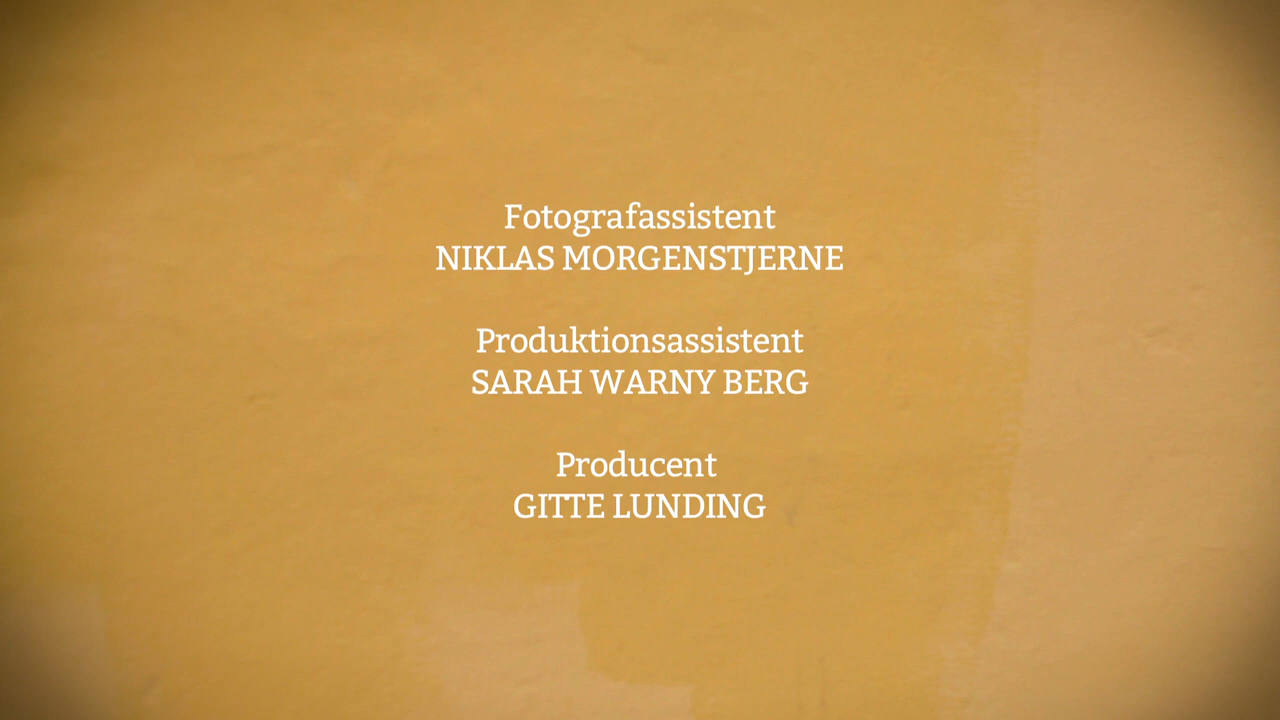 Fotografassistent
NIKLAS MORGENSTJERNE
Produktionsassistent
SARAH WARNY BERG
Producent
GITTE LUNDING